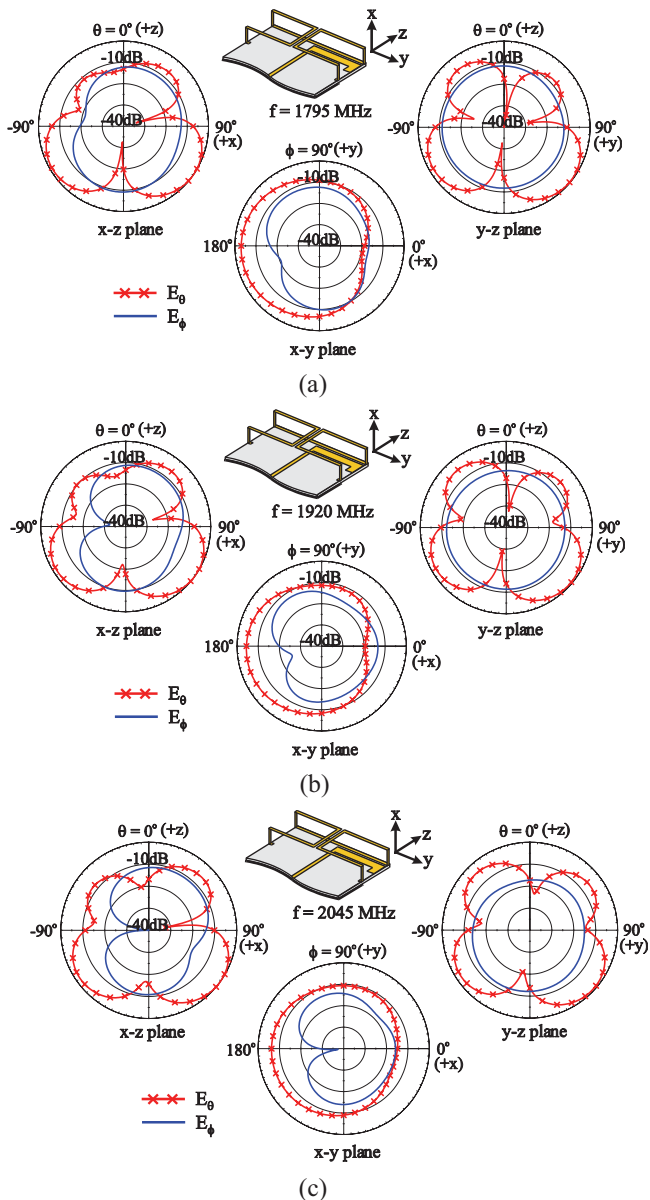 θ = 0° (+z)
-10dB
-40dB
-90°
90°
(+x)
x-z plane
x
z
y
f = 1795 MHz
θ = 0° (+z)
-10dB
-40dB
-90°
90°
(+y)
y-z plane
ϕ = 90° (+y)
-10dB
-40dB
180°
0°
(+x)
x-y plane
Eθ
Eϕ
(a)
θ = 0° (+z)
-10dB
-40dB
-90°
90°
(+x)
x-z plane
x
z
y
f = 1920 MHz
θ = 0° (+z)
-10dB
-40dB
-90°
90°
(+y)
y-z plane
ϕ = 90° (+y)
-10dB
-40dB
180°
0°
(+x)
x-y plane
Eθ
Eϕ
(b)
θ = 0° (+z)
-10dB
-40dB
-90°
90°
(+x)
x-z plane
x
z
y
f = 2045 MHz
θ = 0° (+z)
-90°
90°
(+y)
y-z plane
ϕ = 90° (+y)
180°
0°
(+x)
x-y plane
Eθ
Eϕ
(c)